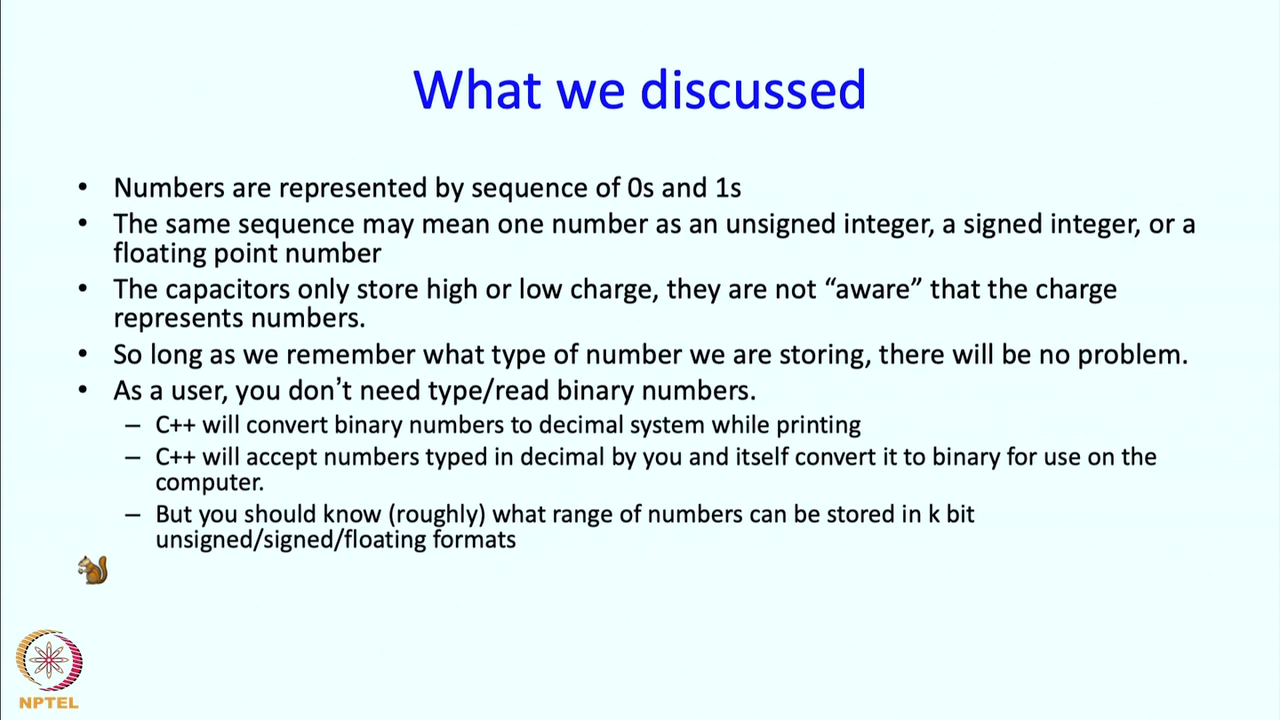 What we discussed
• Numbers are represented by sequence of 0s and 1s
• The same sequence may mean one number as an unsigned integer, a signed integer, or a
floating point number
• The capacitors only store high or low charge, they are not “aware” that the charge
represents numbers.
• So long as we remember what type of number we are storing, there will be no problem.
• As a user, you don’t need type/read binary numbers.
– C++ will convert binary numbers to decimal system while printing
– C++ will accept numbers typed in decimal by you and itself convert it to binary for use on the
computer.
– But you should know (roughly) what range of numbers can be stored in k bit
unsigned/signed/floating formats
NPTEL